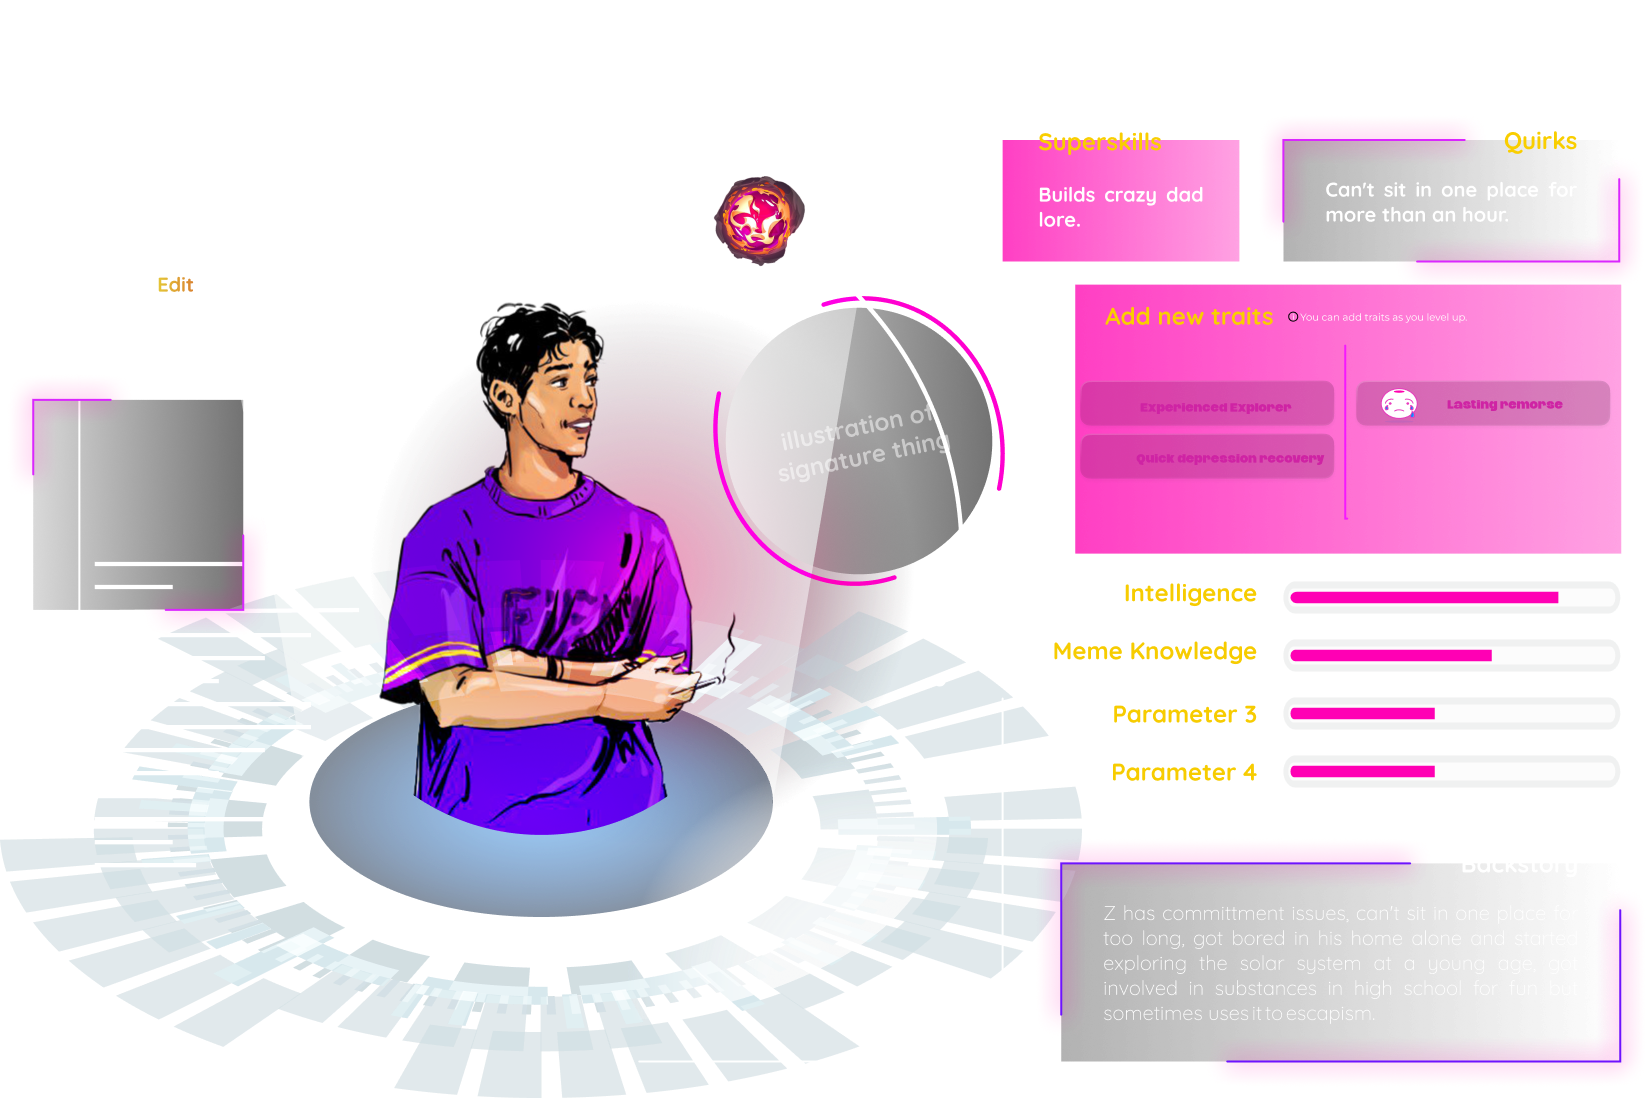 Superskills
Builds crazy dad
lore.
Quirks
Can't sit in one place for
more than an hour.
Edit
Add new traits
You can add traits as you level up.
Experienced Explorer
Lasting remorse
Quick depression recovery
illustration of
signature thing
Intelligence
Meme Knowledge
Parameter 3
Parameter 4
Backstory
Z has committment issues, can't sit in one place for
too long, got bored in his home alone and started
exploring the solar system at a young age, got
involved in substances in high school for fun but
sometimes uses it to escapism.